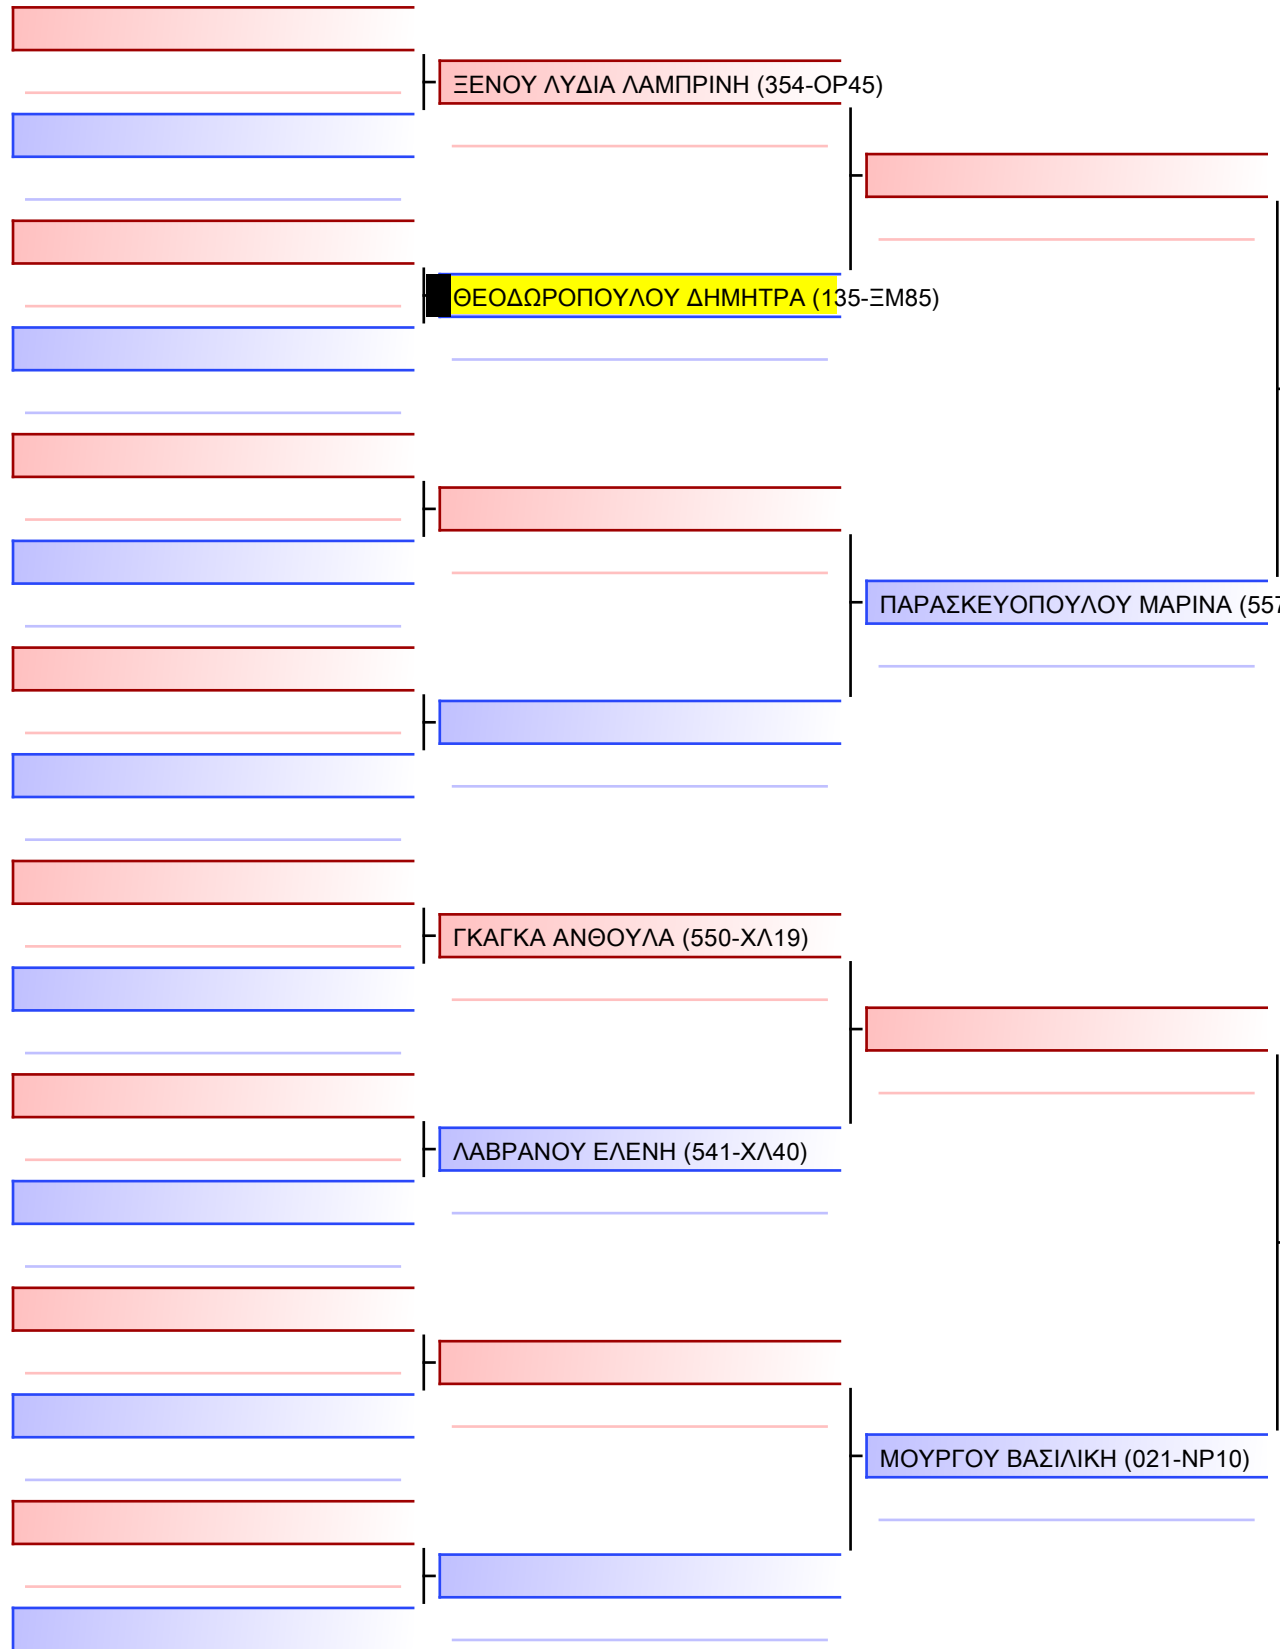 ΞΕΝΟΥ ΛΥΔΙΑ ΛΑΜΠΡΙΝΗ (354-ΟΡ45)
ΘΕΟΔΩΡΟΠΟΥΛΟΥ ΔΗΜΗΤΡΑ (135-ΞΜ85)
ΠΑΡΑΣΚΕΥΟΠΟΥΛΟΥ ΜΑΡΙΝΑ (557
ΓΚΑΓΚΑ ΑΝΘΟΥΛΑ (550-ΧΛ19)
ΛΑΒΡΑΝΟΥ ΕΛΕΝΗ (541-ΧΛ40)
ΜΟΥΡΓΟΥ ΒΑΣΙΛΙΚΗ (021-ΝΡ10)